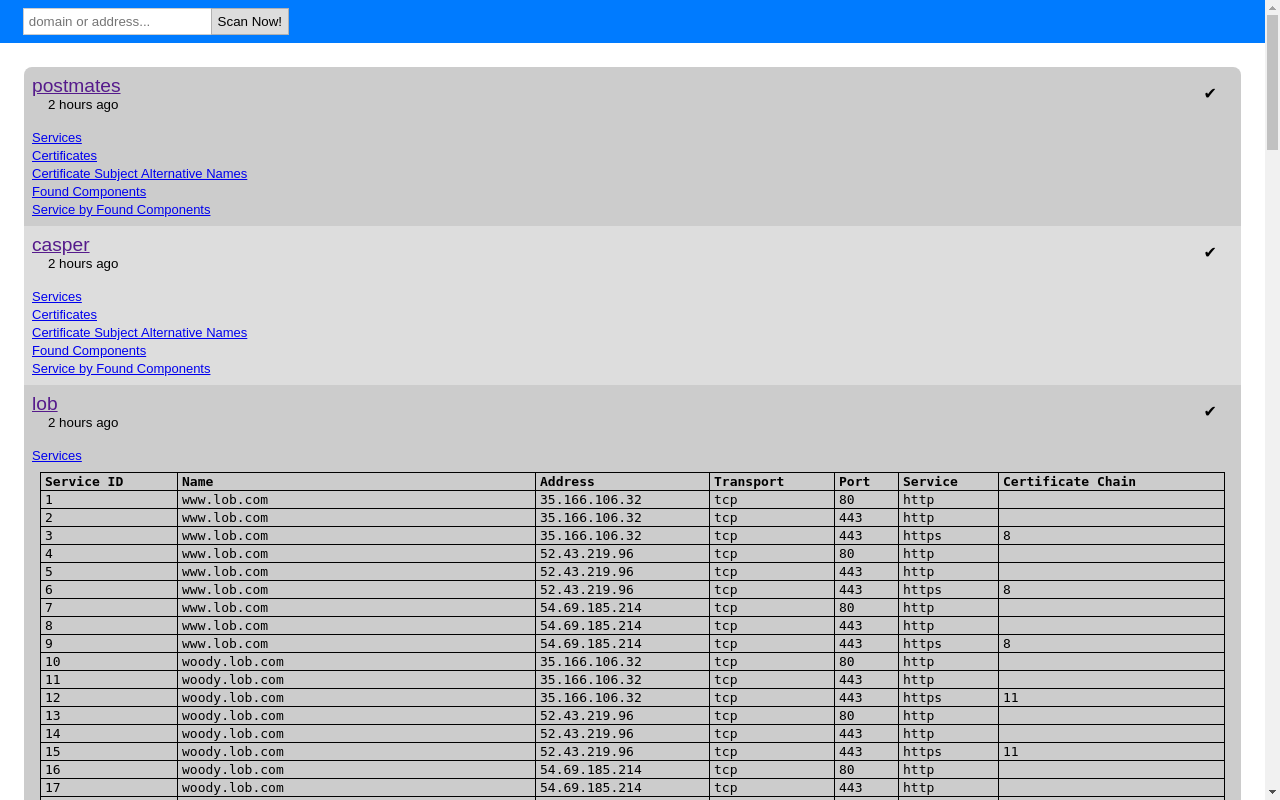 domain or address... Scan Now!
postmates ✔
2 hours ago
Services
Certificates
Certificate Subject Alternative Names
Found Components
Service by Found Components
casper ✔
2 hours ago
Services
Certificates
Certificate Subject Alternative Names
Found Components
Service by Found Components
lob ✔
2 hours ago
Services
Service ID Name Address Transport Port Service Certificate Chain
1 www.lob.com 35.166.106.32 tcp 80 http
2 www.lob.com 35.166.106.32 tcp 443 http
3 www.lob.com 35.166.106.32 tcp 443 https 8
4 www.lob.com 52.43.219.96 tcp 80 http
5 www.lob.com 52.43.219.96 tcp 443 http
6 www.lob.com 52.43.219.96 tcp 443 https 8
7 www.lob.com 54.69.185.214 tcp 80 http
8 www.lob.com 54.69.185.214 tcp 443 http
9 www.lob.com 54.69.185.214 tcp 443 https 8
10 woody.lob.com 35.166.106.32 tcp 80 http
11 woody.lob.com 35.166.106.32 tcp 443 http
12 woody.lob.com 35.166.106.32 tcp 443 https 11
13 woody.lob.com 52.43.219.96 tcp 80 http
14 woody.lob.com 52.43.219.96 tcp 443 http
15 woody.lob.com 52.43.219.96 tcp 443 https 11
16 woody.lob.com 54.69.185.214 tcp 80 http
17 woody.lob.com 54.69.185.214 tcp 443 http